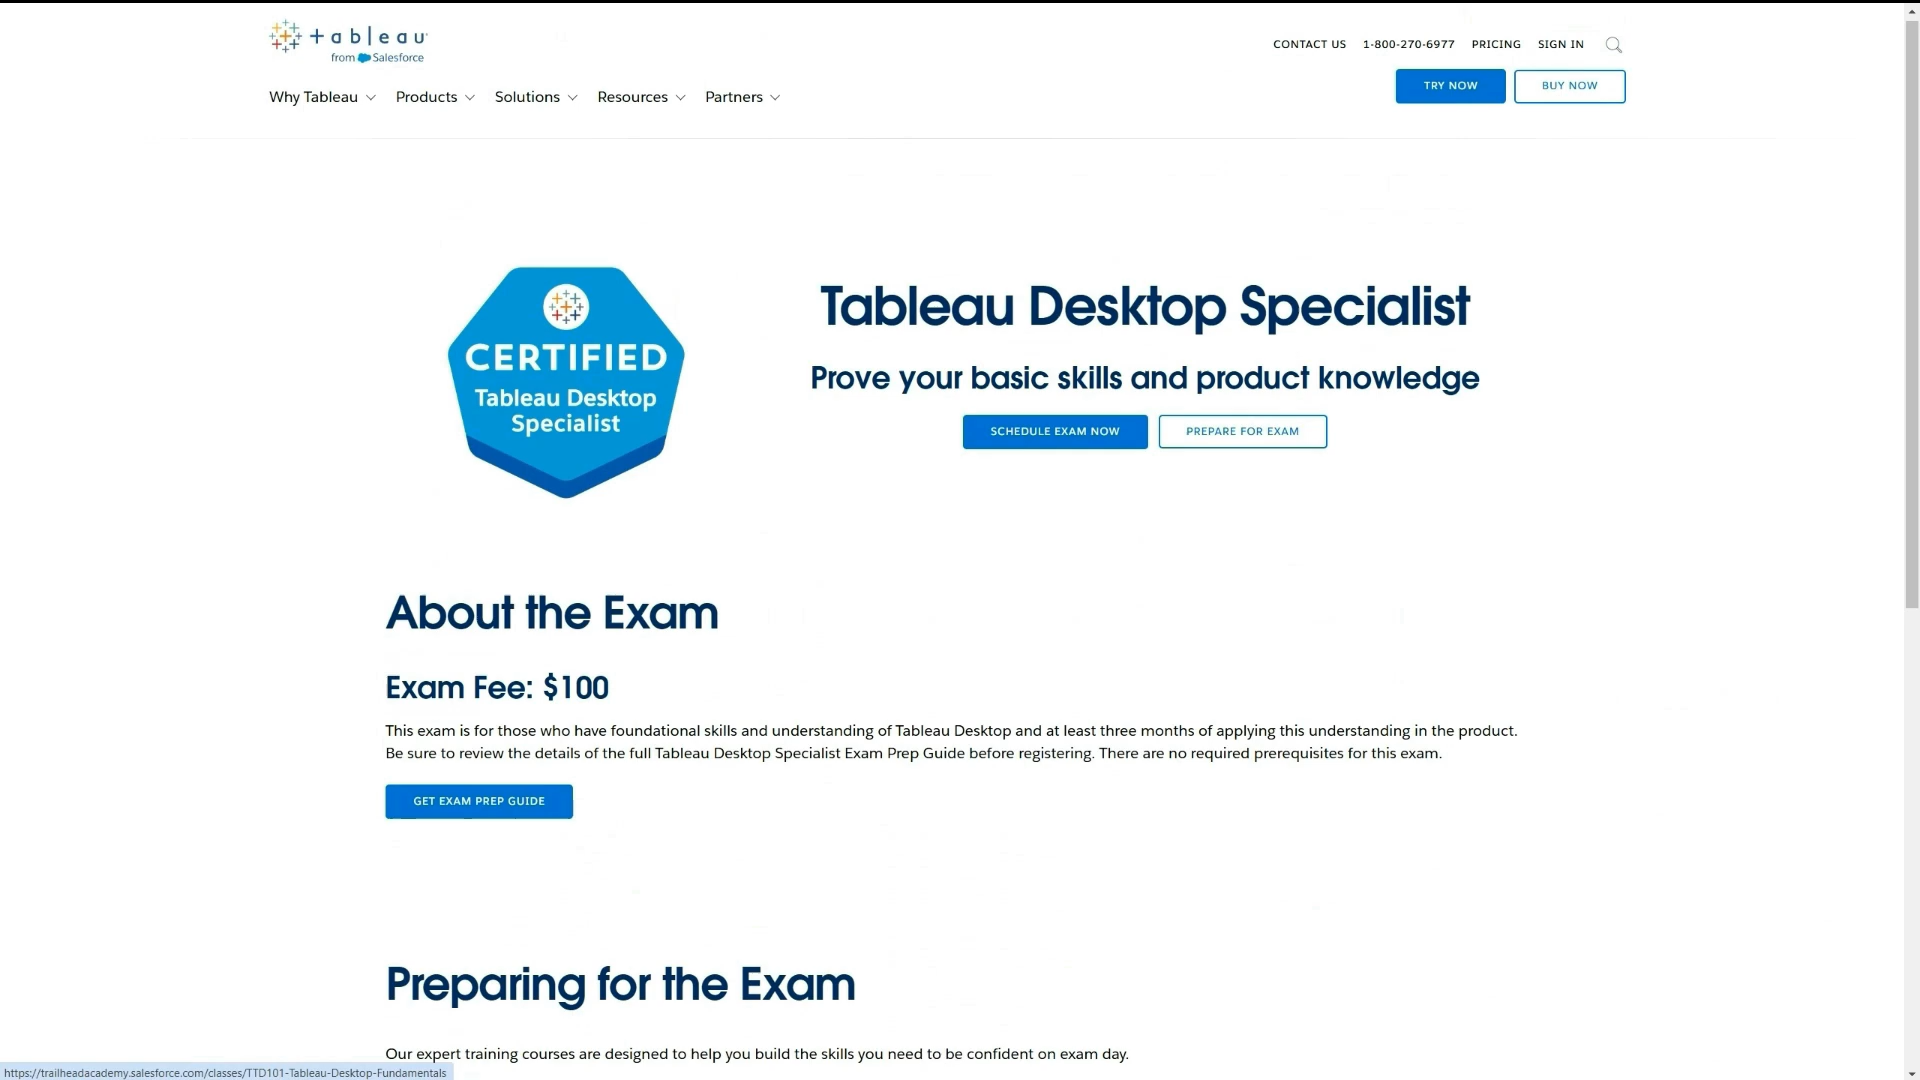 + a b | e a u
from Salesforce
CONTACT US 1-800-270-6977 PRICING SIGN IN
TRY NOW BUY NOW
Why Tableau Products Solutions Resources Partners
CERTIFIED
Tableau Desktop
Specialist
Tableau Desktop Specialist
Prove your basic skills and product knowledge
SCHEDULE EXAM NOW PREPARE FOR EXAM
About the Exam
Exam Fee: $100
This exam is for those who have foundational skills and understanding of Tableau Desktop and at least three months of applying this understanding in the product.
Be sure to review the details of the full Tableau Desktop Specialist Exam Prep Guide before registering. There are no required prerequisites for this exam.
GET EXAM PREP GUIDE
Preparing for the Exam
Our expert training courses are designed to help you build the skills you need to be confident on exam day.
https://trailheadacademy.salesforce.com/classes/TTD101-Tableau-Desktop-Fundamentals